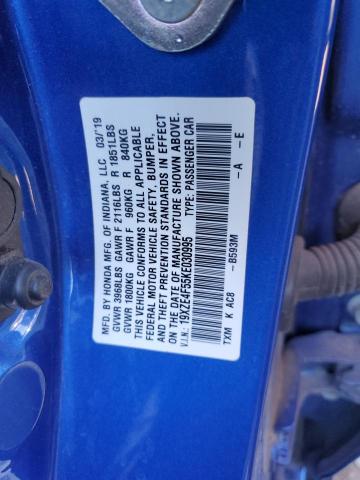 MFD. BY HONDA MFG. OF INDIANA, LLC 03/'19
GVWR 3968LBS GAWR F 2116LBS R 1851LBS
GVWR 1800KG GAWR F 960KG R 840KG
THIS VEHICLE CONFORMS TO ALL APPLICABLE
FEDERAL MOTOR VEHICLE SAFETY, BUMPER,
AND THEFT PREVENTION STANDARDS IN EFFECT
ON THE DATE OF MANUFACTURE SHOWN ABOVE.
V.I.N.: 19XZE4F55KE030995 TYPE: PASSENGER CAR
TXM K AC8 -B593M -A -E